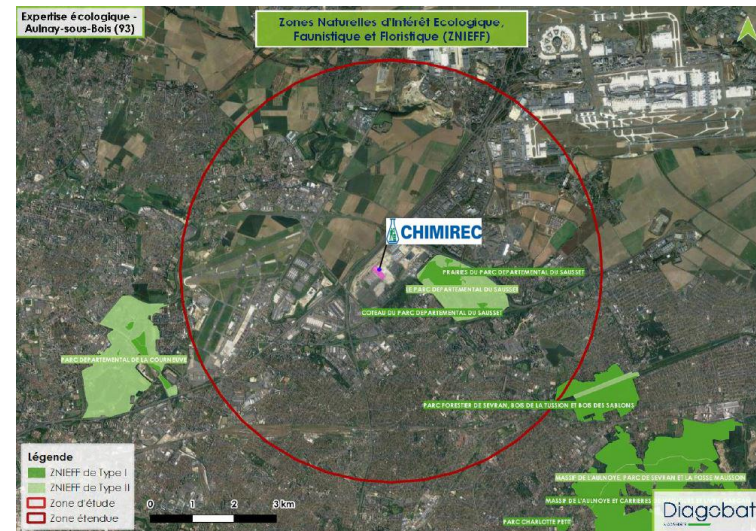 Expertise écologique -
Aulnay-sous-Bois (93)
Zones Naturelles d'Intérêt Ecologique,
Faunistique et Floristique (ZNIEFF)
CHIMIREC
PRAIRIES DU PARC DEPARTEMENTAL DU SAUSSET
LE PARC DEPARTEMENTAL DU SAUSSET
COTEAU DU PARC DEPARTEMENTAL DU SAUSSET
PARC DEPARTEMENTAL DE LA COURNEUVE
PARC FORESTIER DE SEVRAN, BOIS DE LA TUSSION ET BOIS DES SABLONS
MASSIF DE L'AULNOYE, PARC DE SEVRAN ET LA FOSSE MAUSSOIN
MASSIF DE L'AULNOYE ET CARRIERES
PARC CHARLOTTE PETIT
Légende
ZNIEFF de Type I
ZNIEFF de Type II
Zone d'étude
Zone étendue
0 1 2 3 km
Diagobat